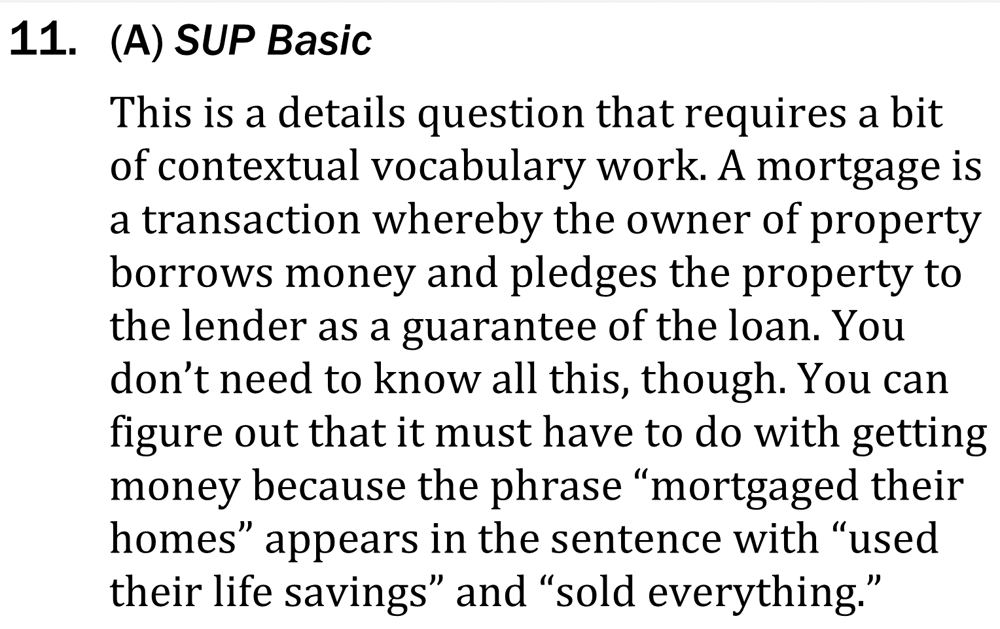 11. (A) SUP Basic
This is a details question that requires a bit
of contextual vocabulary work. A mortgage is
a transaction whereby the owner of property
borrows money and pledges the property to
the lender as a guarantee of the loan. You
don’t need to know all this, though. You can
figure out that it must have to do with getting
money because the phrase “mortgaged their
homes” appears in the sentence with “used
their life savings” and “sold everything.”